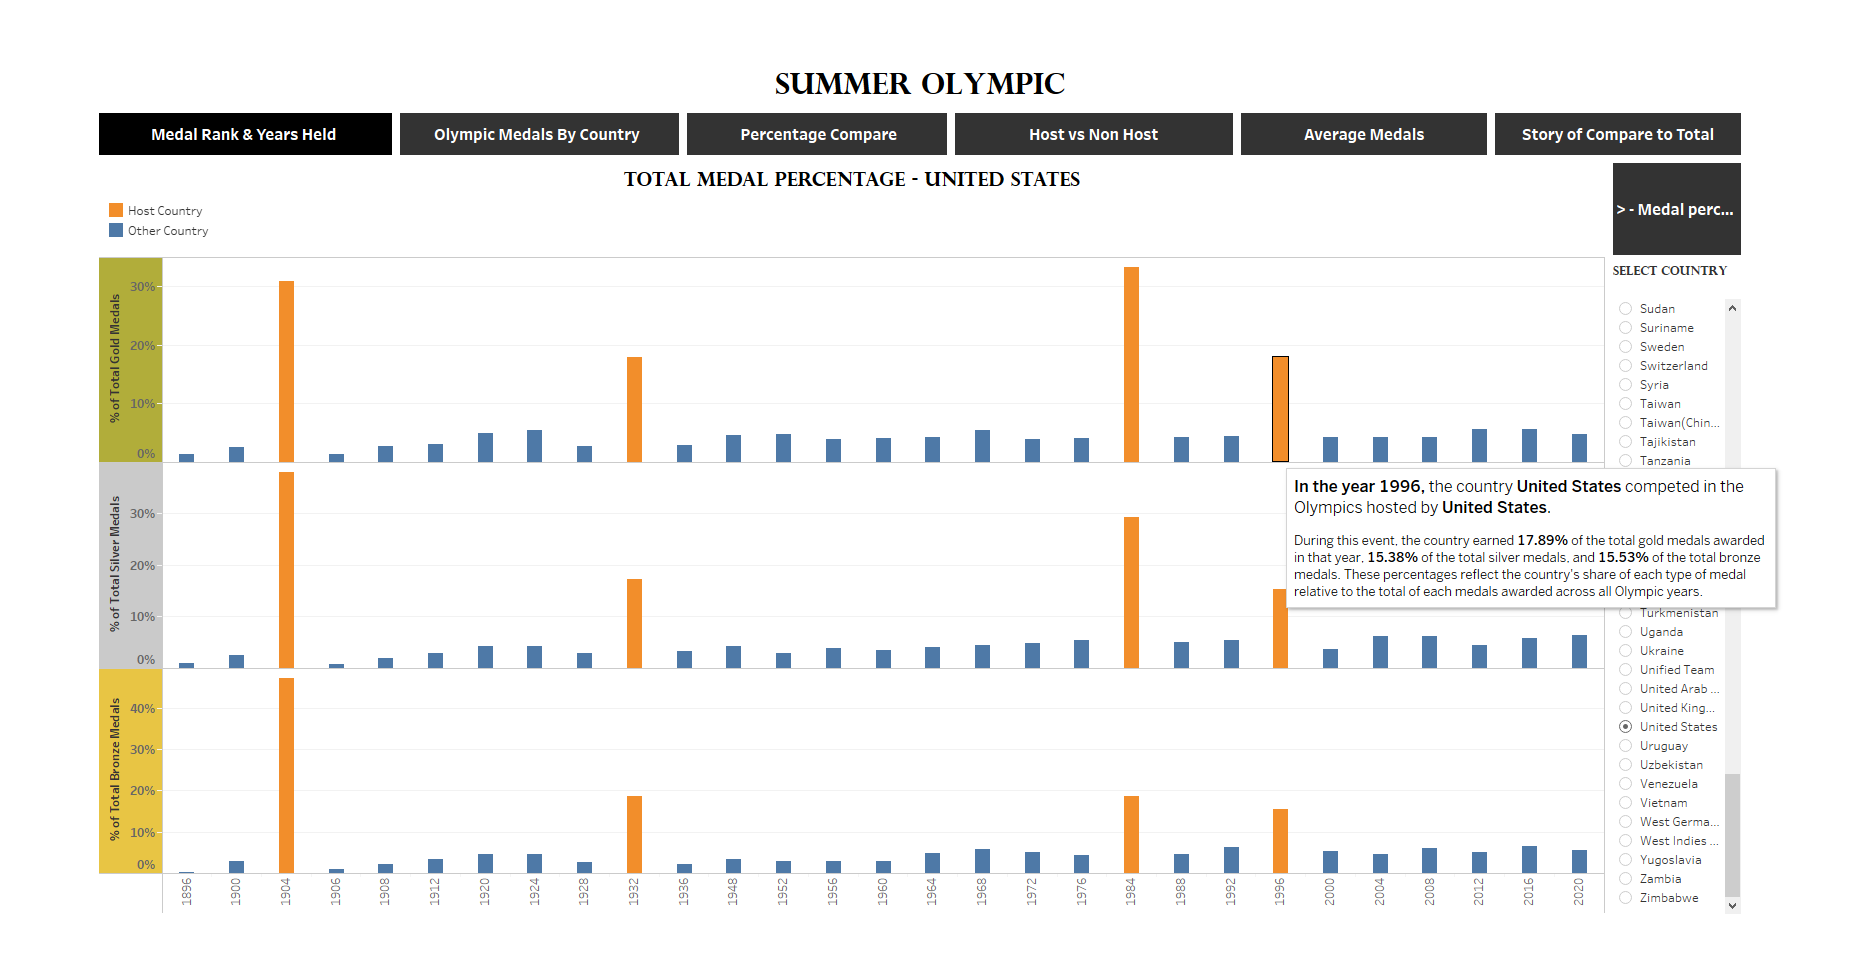 SUMMER OLYMPIC
Medal Rank & Years Held
Olympic Medals By Country
Percentage Compare
Host vs Non Host
Average Medals
Story of Compare to Total
TOTAL MEDAL PERCENTAGE - UNITED STATES
> - Medal perc...
Host Country
Other Country
SELECT COUNTRY
% of Total Gold Medals
30%
20%
10%
0%
% of Total Silver Medals
30%
20%
10%
0%
% of Total Bronze Medals
40%
30%
20%
10%
0%
1896
1900
1904
1906
1908
1912
1920
1924
1928
1932
1936
1948
1952
1956
1960
1964
1968
1972
1976
1984
1988
1992
1996
2000
2004
2008
2012
2016
2020
In the year 1996, the country United States competed in the
Olympics hosted by United States.
During this event, the country earned 17.89% of the total gold medals awarded
in that year, 15.38% of the total silver medals, and 15.53% of the total bronze
medals. These percentages reflect the country's share of each type of medal
relative to the total of each medals awarded across all Olympic years.
Sudan
Suriname
Sweden
Switzerland
Syria
Taiwan
Taiwan(Chin...
Tajikistan
Tanzania
Turkmenistan
Uganda
Ukraine
Unified Team
United Arab ...
United King...
United States
Uruguay
Uzbekistan
Venezuela
Vietnam
West Germa...
West Indies ...
Yugoslavia
Zambia
Zimbabwe